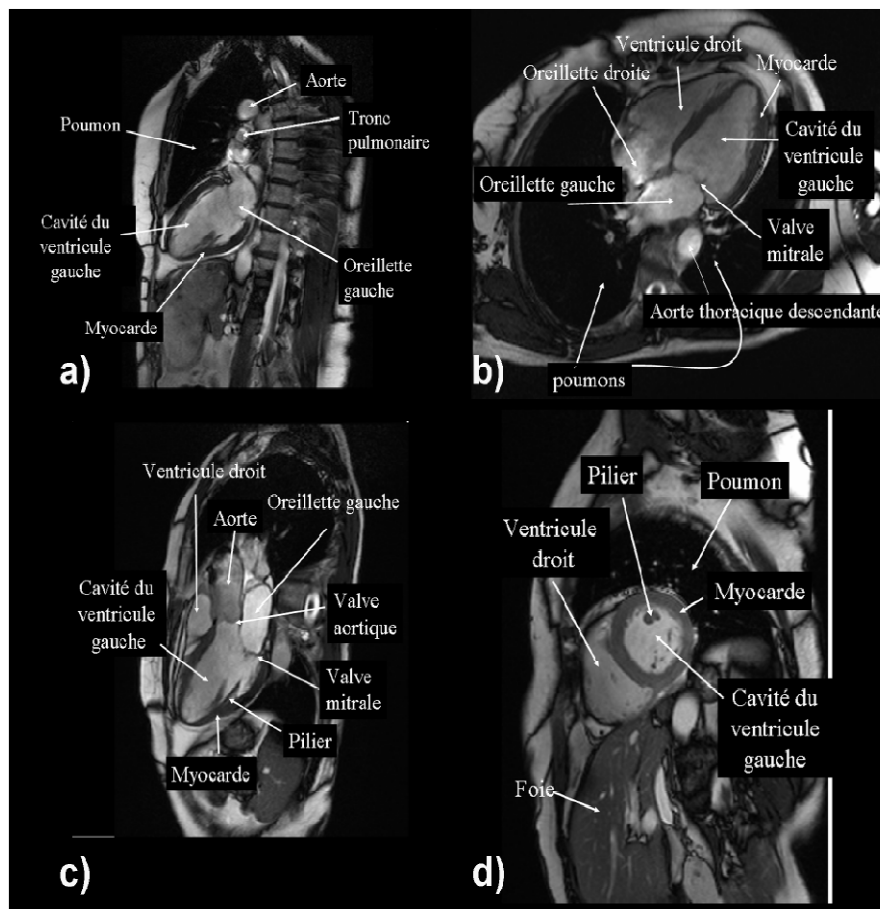 Aorte
Poumon
Tronc
pulmonaire
Cavité du
ventricule
gauche
Oreillette
gauche
Myocarde
a)
Ventricule droit
Oreillette droite
Myocarde
Cavité du
ventricule
gauche
Oreillette gauche
Valve
mitrale
Aorte thoracique descendante
poumons
b)
Ventricule droit
Oreillette gauche
Aorte
Cavité du
ventricule
gauche
Valve
aortique
Valve
mitrale
Pilier
Myocarde
c)
Pilier
Poumon
Ventricule
droit
Myocarde
Cavité du
ventricule
gauche
Foie
d)